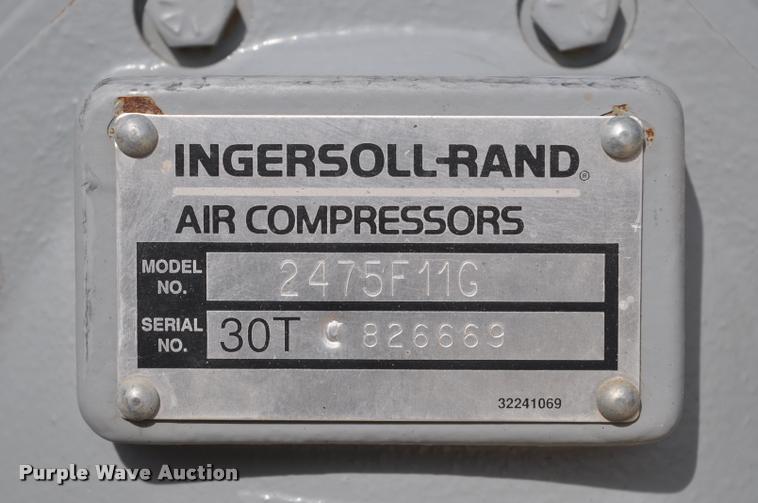 INGERSOLL-RAND®
AIR COMPRESSORS
MODEL NO. 2475F11G
SERIAL NO. 30T C 826669
32241069
Purple Wave Auction